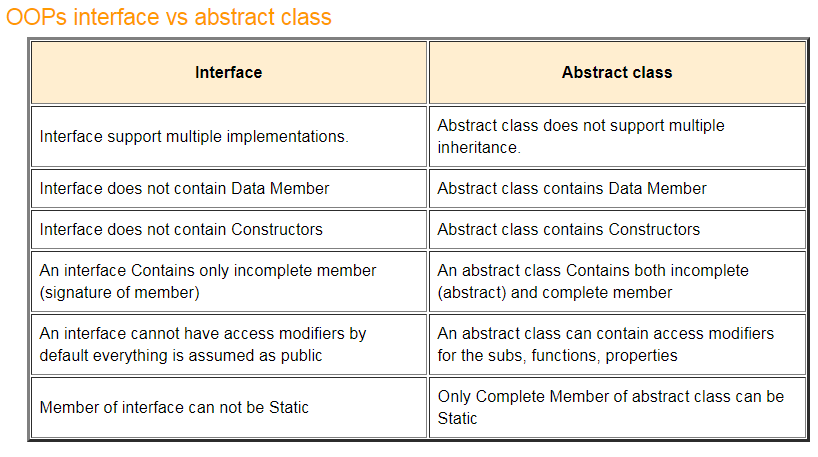 OOPs interface vs abstract class
Interface
Abstract class
Interface support multiple implementations.
Abstract class does not support multiple
inheritance.
Interface does not contain Data Member
Abstract class contains Data Member
Interface does not contain Constructors
Abstract class contains Constructors
An interface Contains only incomplete member
(signature of member)
An abstract class Contains both incomplete
(abstract) and complete member
An interface cannot have access modifiers by
default everything is assumed as public
An abstract class can contain access modifiers
for the subs, functions, properties
Member of interface can not be Static
Only Complete Member of abstract class can be
Static